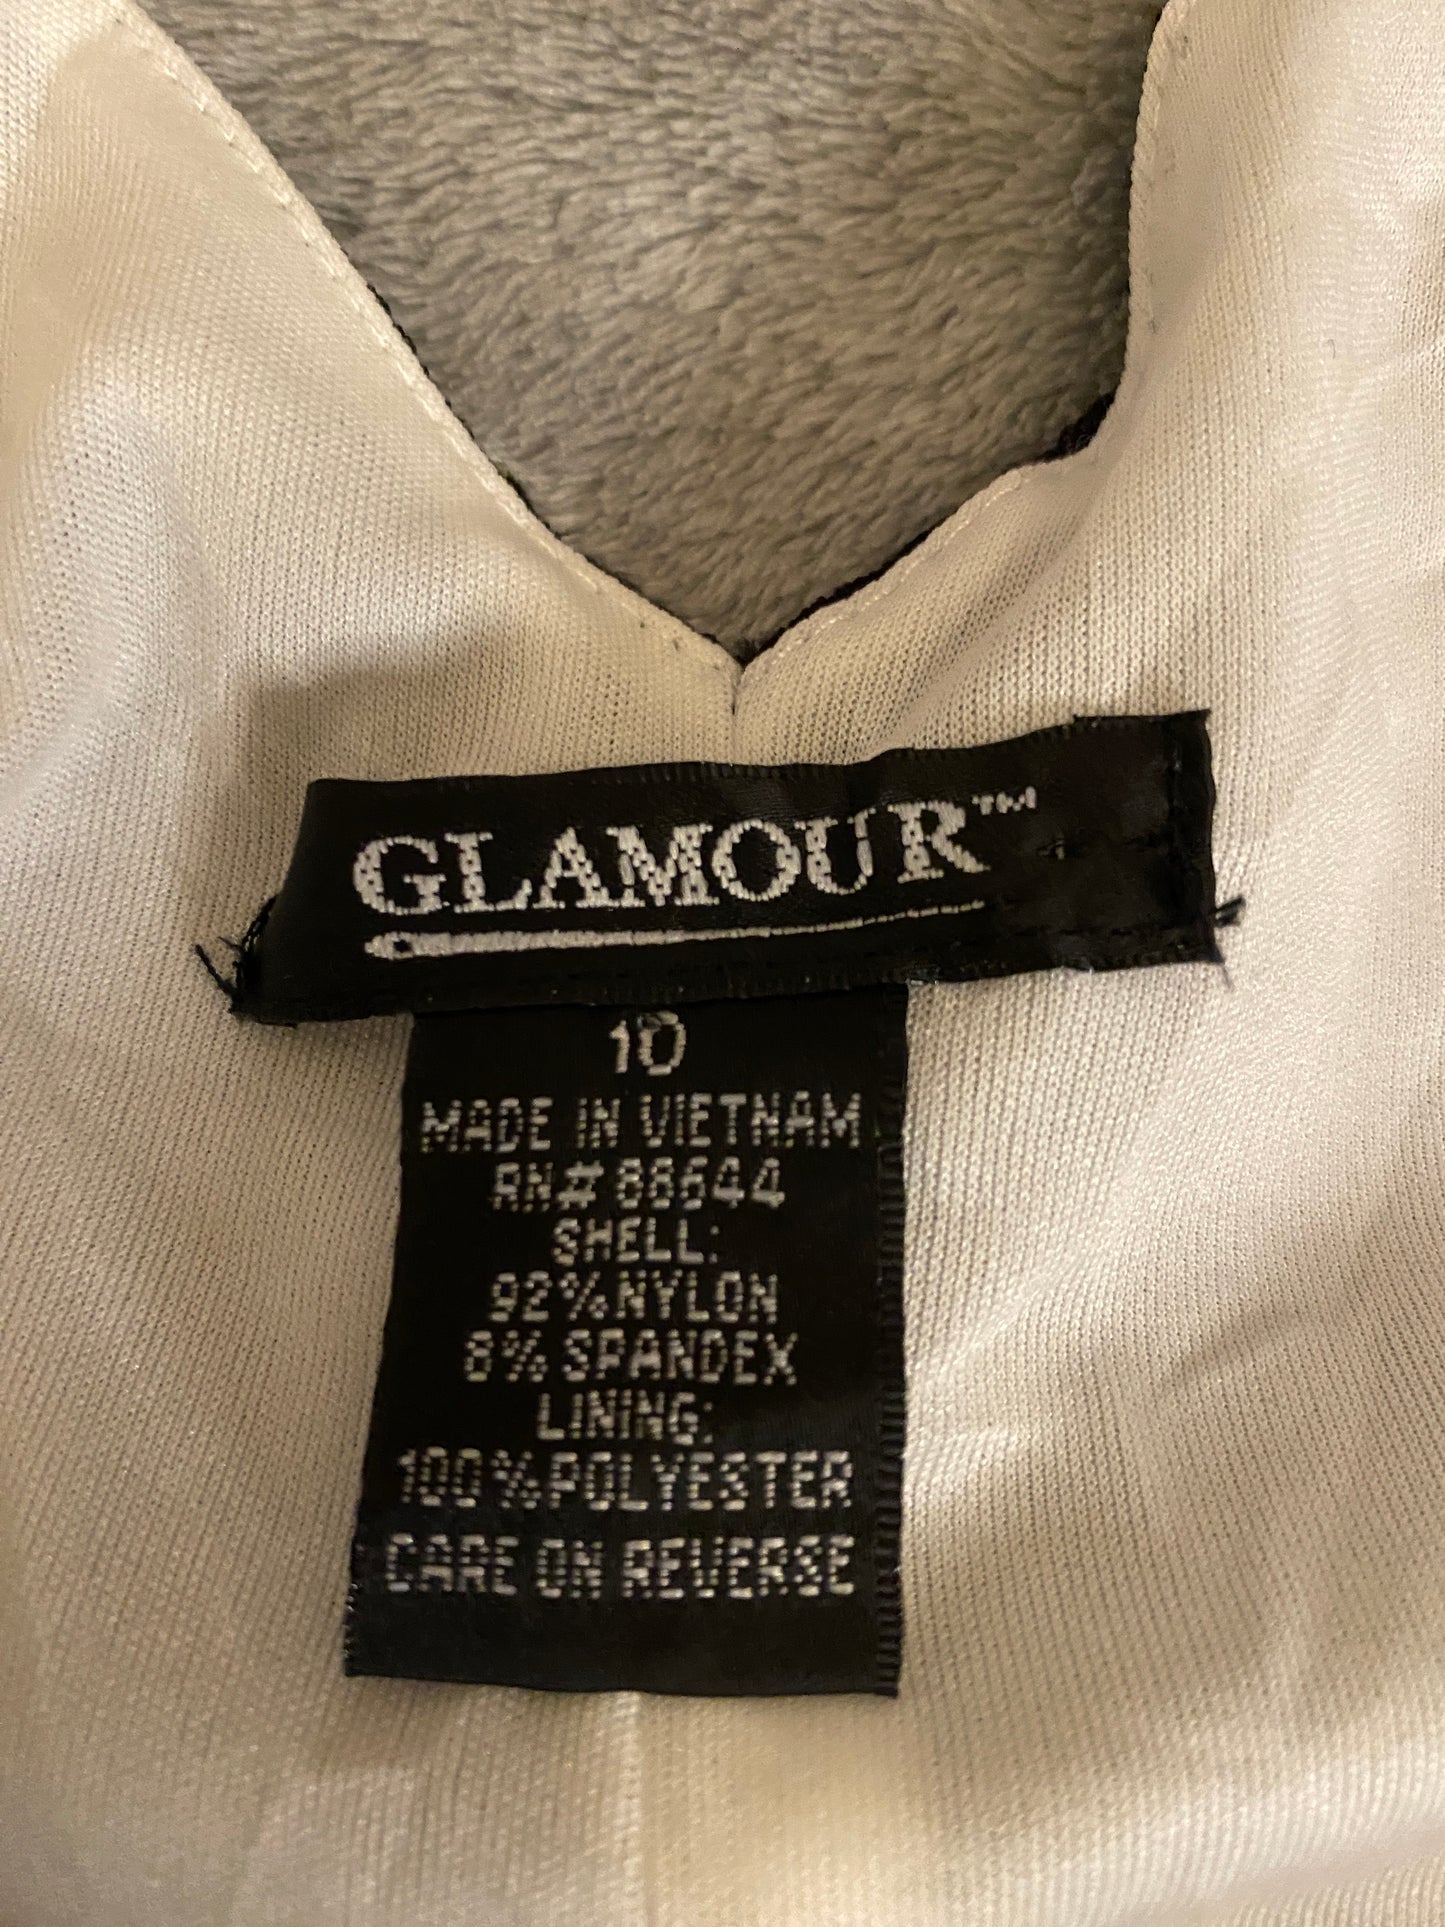 GLAMOUR™
10
MADE IN VIETNAM
RN# 88644
SHELL:
92% NYLON
8% SPANDEX
LINING:
100% POLYESTER
CARE ON REVERSE